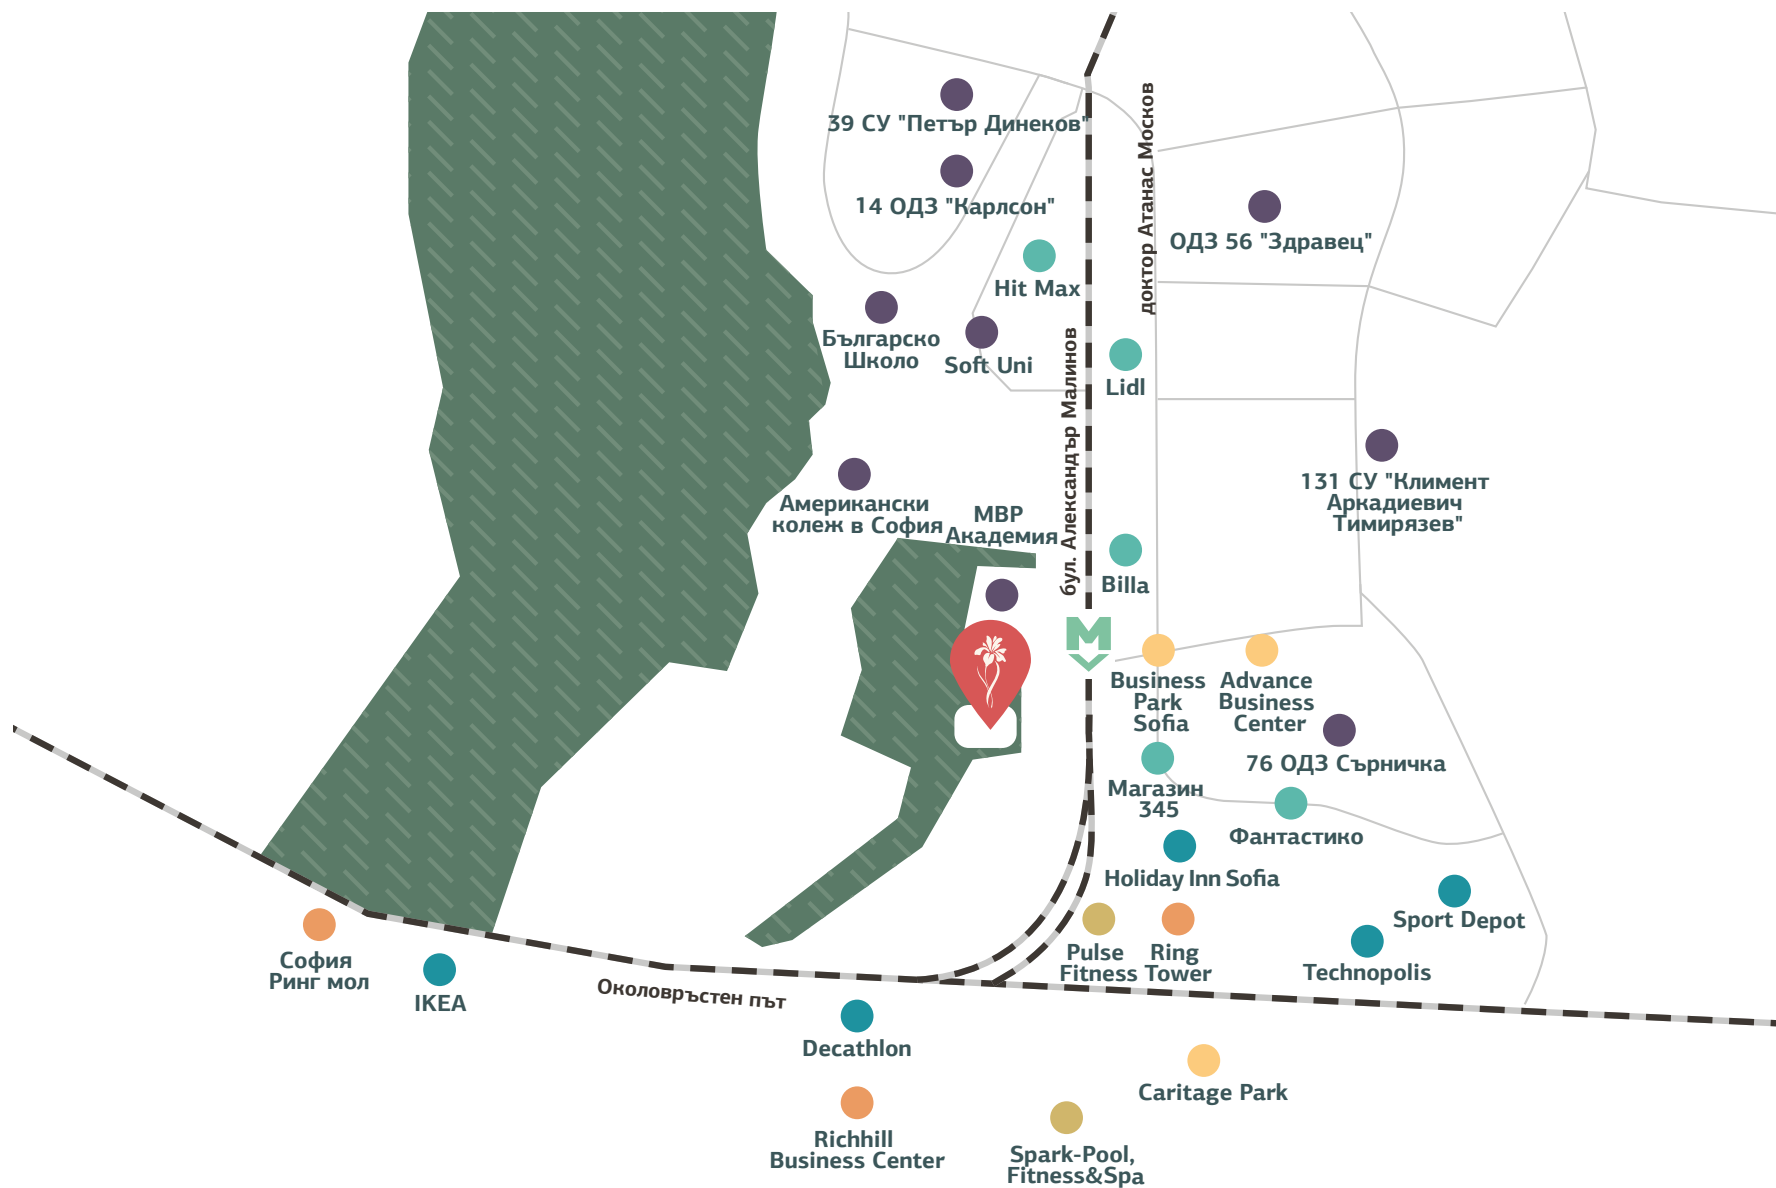 39 СУ "Петър Динеков"
14 ОДЗ "Карлсон"
доктор Атанас Москов
ОДЗ 56 "Здравец"
Hit Max
Българско
Школо
Soft Uni
бул. Александър Малинов
Lidl
131 СУ "Климент
Аркадиевич
Тимирязев"
Американски
колеж в София
МВР
Академия
Billa
M
Business
Park
Sofia
Advance
Business
Center
76 ОДЗ Сърничка
Магазин
345
Фантастико
Holiday Inn Sofia
Sport Depot
Pulse
Fitness
Ring
Tower
Technopolis
София
Ринг мол
IKEA
Околовръстен път
Decathlon
Caritage Park
Richhill
Business Center
Spark-Pool,
Fitness&Spa